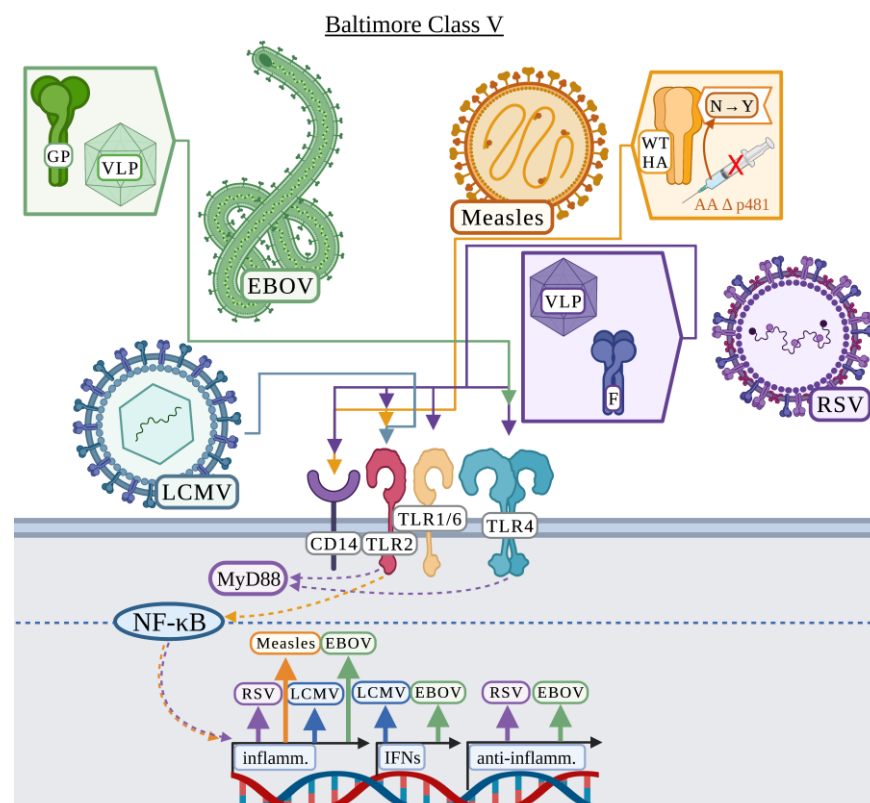 Baltimore Class V
GP
VLP
EBOV
Measles
WT
HA
N→Y
AA Δ p481
VLP
F
RSV
LCMV
CD14
TLR2
TLR1/6
TLR4
MyD88
NF-κB
Measles
EBOV
RSV
LCMV
LCMV
EBOV
RSV
EBOV
inflamm.
IFNs
anti-inflamm.